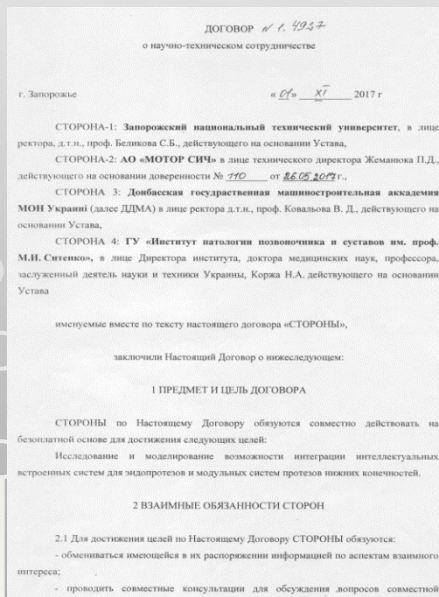 ДОГОВОР № 1.4937
о научно-техническом сотрудничестве
г. Запорожье « 01» XI 2017 г
СТОРОНА-1: Запорожский национальный технический университет, в лице
ректора, д.т.н., проф. Беликова С.Б., действующего на основании Устава,
СТОРОНА-2: АО «МОТОР СИЧ» в лице технического директора Жеманюка П.Д.,
действующего на основании доверенности № 110 от 26.05.2017 г.,
СТОРОНА 3: Донбасская госудраственная машиностроительная аккадемия
МОН Украині (далее ДДМА) в лице ректора д.т.н., проф. Ковальова В. Д., действующего на
основании Устава,
СТОРОНА 4: ГУ «Институт патологии позвоночника и суставов им. проф.
М.И. Ситенко», в лице Директора института, доктора медицинских наук, профессора,
заслуженный деятель науки и техники Украины, Коржа Н.А. действующего на основании
Устава
именуемые вместе по тексту настоящего договора «СТОРОНЫ»,
заключили Настоящий Договор о нижеследующем:
1 ПРЕДМЕТ И ЦЕЛЬ ДОГОВОРА
СТОРОНЫ по Настоящему Договору обязуются совместно действовать на
безоплатной основе для достижения следующих целей:
Исследование и моделирование возможности интеграции интеллектуальных
встроенных систем для эндопротезов и модульных систем протезов нижних конечностей.
2 ВЗАИМНЫЕ ОБЯЗАННОСТИ СТОРОН
2.1 Для достижения целей по Настоящему Договору СТОРОНЫ обязуются:
- обмениваться имеющейся в их распоряжении информацией по аспектам взаимного
интереса;
- проводить совместные консультации для обсуждения вопросов совместной